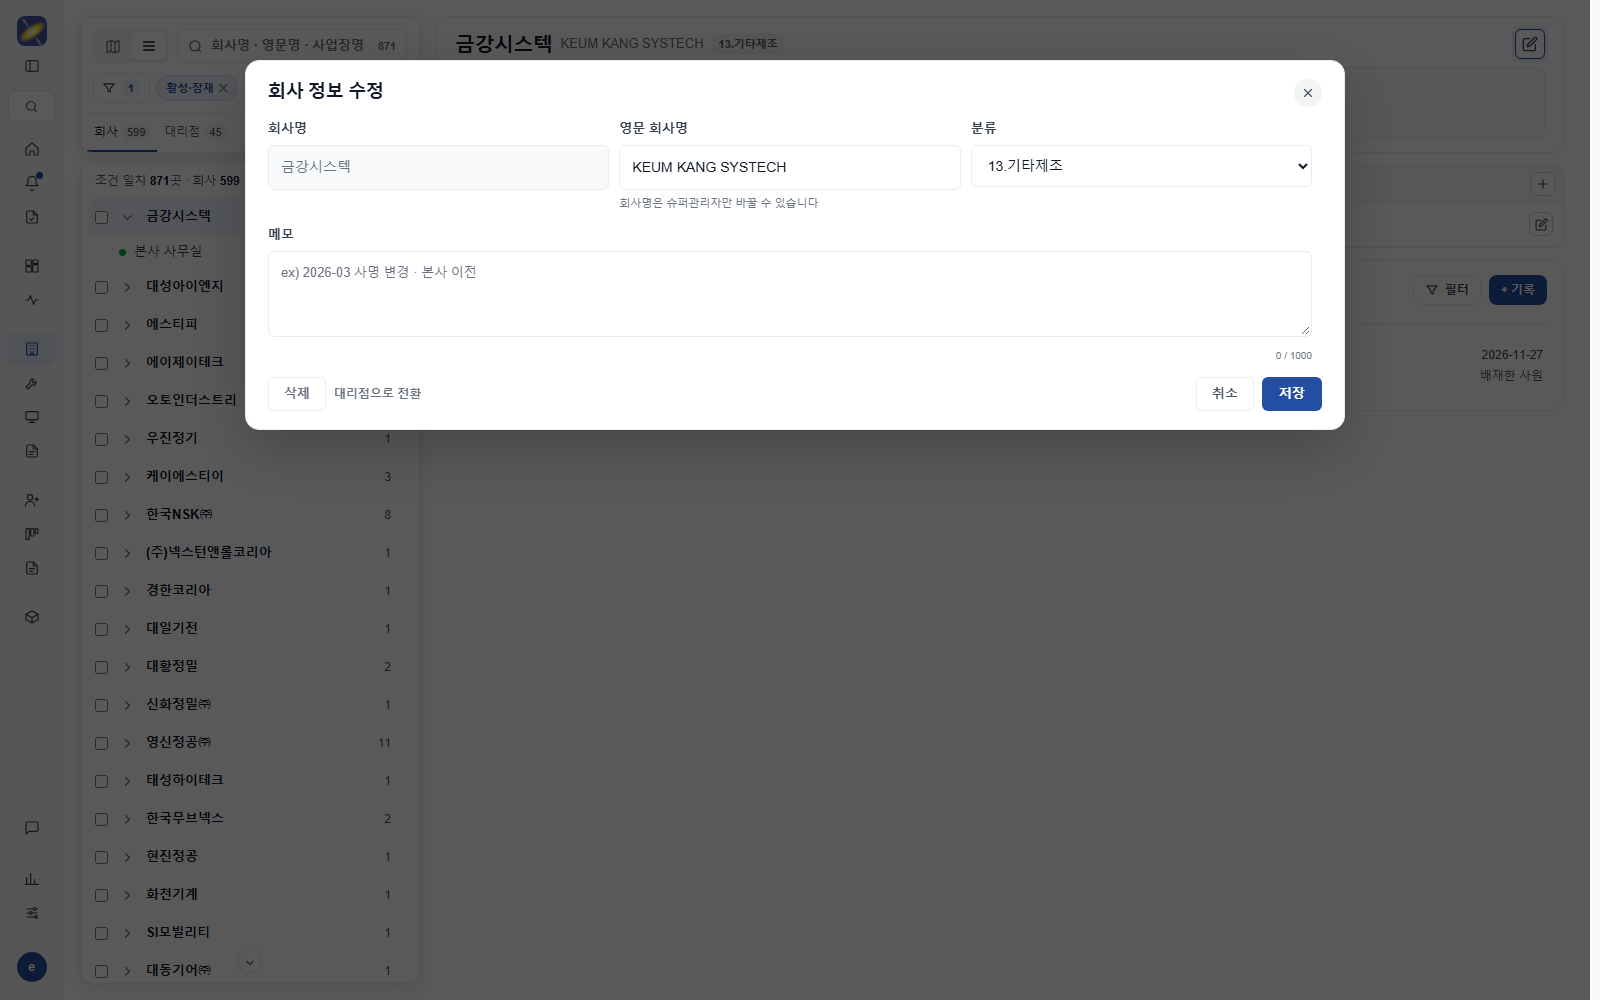 회사명 · 영문명 · 사업장명 871
1 활성·잠재
회사 599 대리점 45
조건 일치 871곳 · 회사 599
금강시스텍
본사 사무실
대성아이엔지
에스티피
에이제이테크
오토인더스트리
우진정기 1
케이에스티이 3
한국NSK㈜ 8
(주)넥스턴앤롤코리아 1
경한코리아 1
대일기전 1
대황정밀 2
신화정밀㈜ 1
영신정공㈜ 11
태성하이테크 1
한국무브넥스 2
현진정공 1
화천기계 1
SI모빌리티 1
대동기어㈜ 1
e
금강시스텍 KEUM KANG SYSTECH 13.기타제조
필터 + 기록
2026-11-27
배재한 사원
회사 정보 수정
회사명 영문 회사명 분류
금강시스텍 KEUM KANG SYSTECH 13.기타제조
회사명은 슈퍼관리자만 바꿀 수 있습니다
메모
ex) 2026-03 사명 변경 · 본사 이전
0 / 1000
삭제 대리점으로 전환 취소 저장